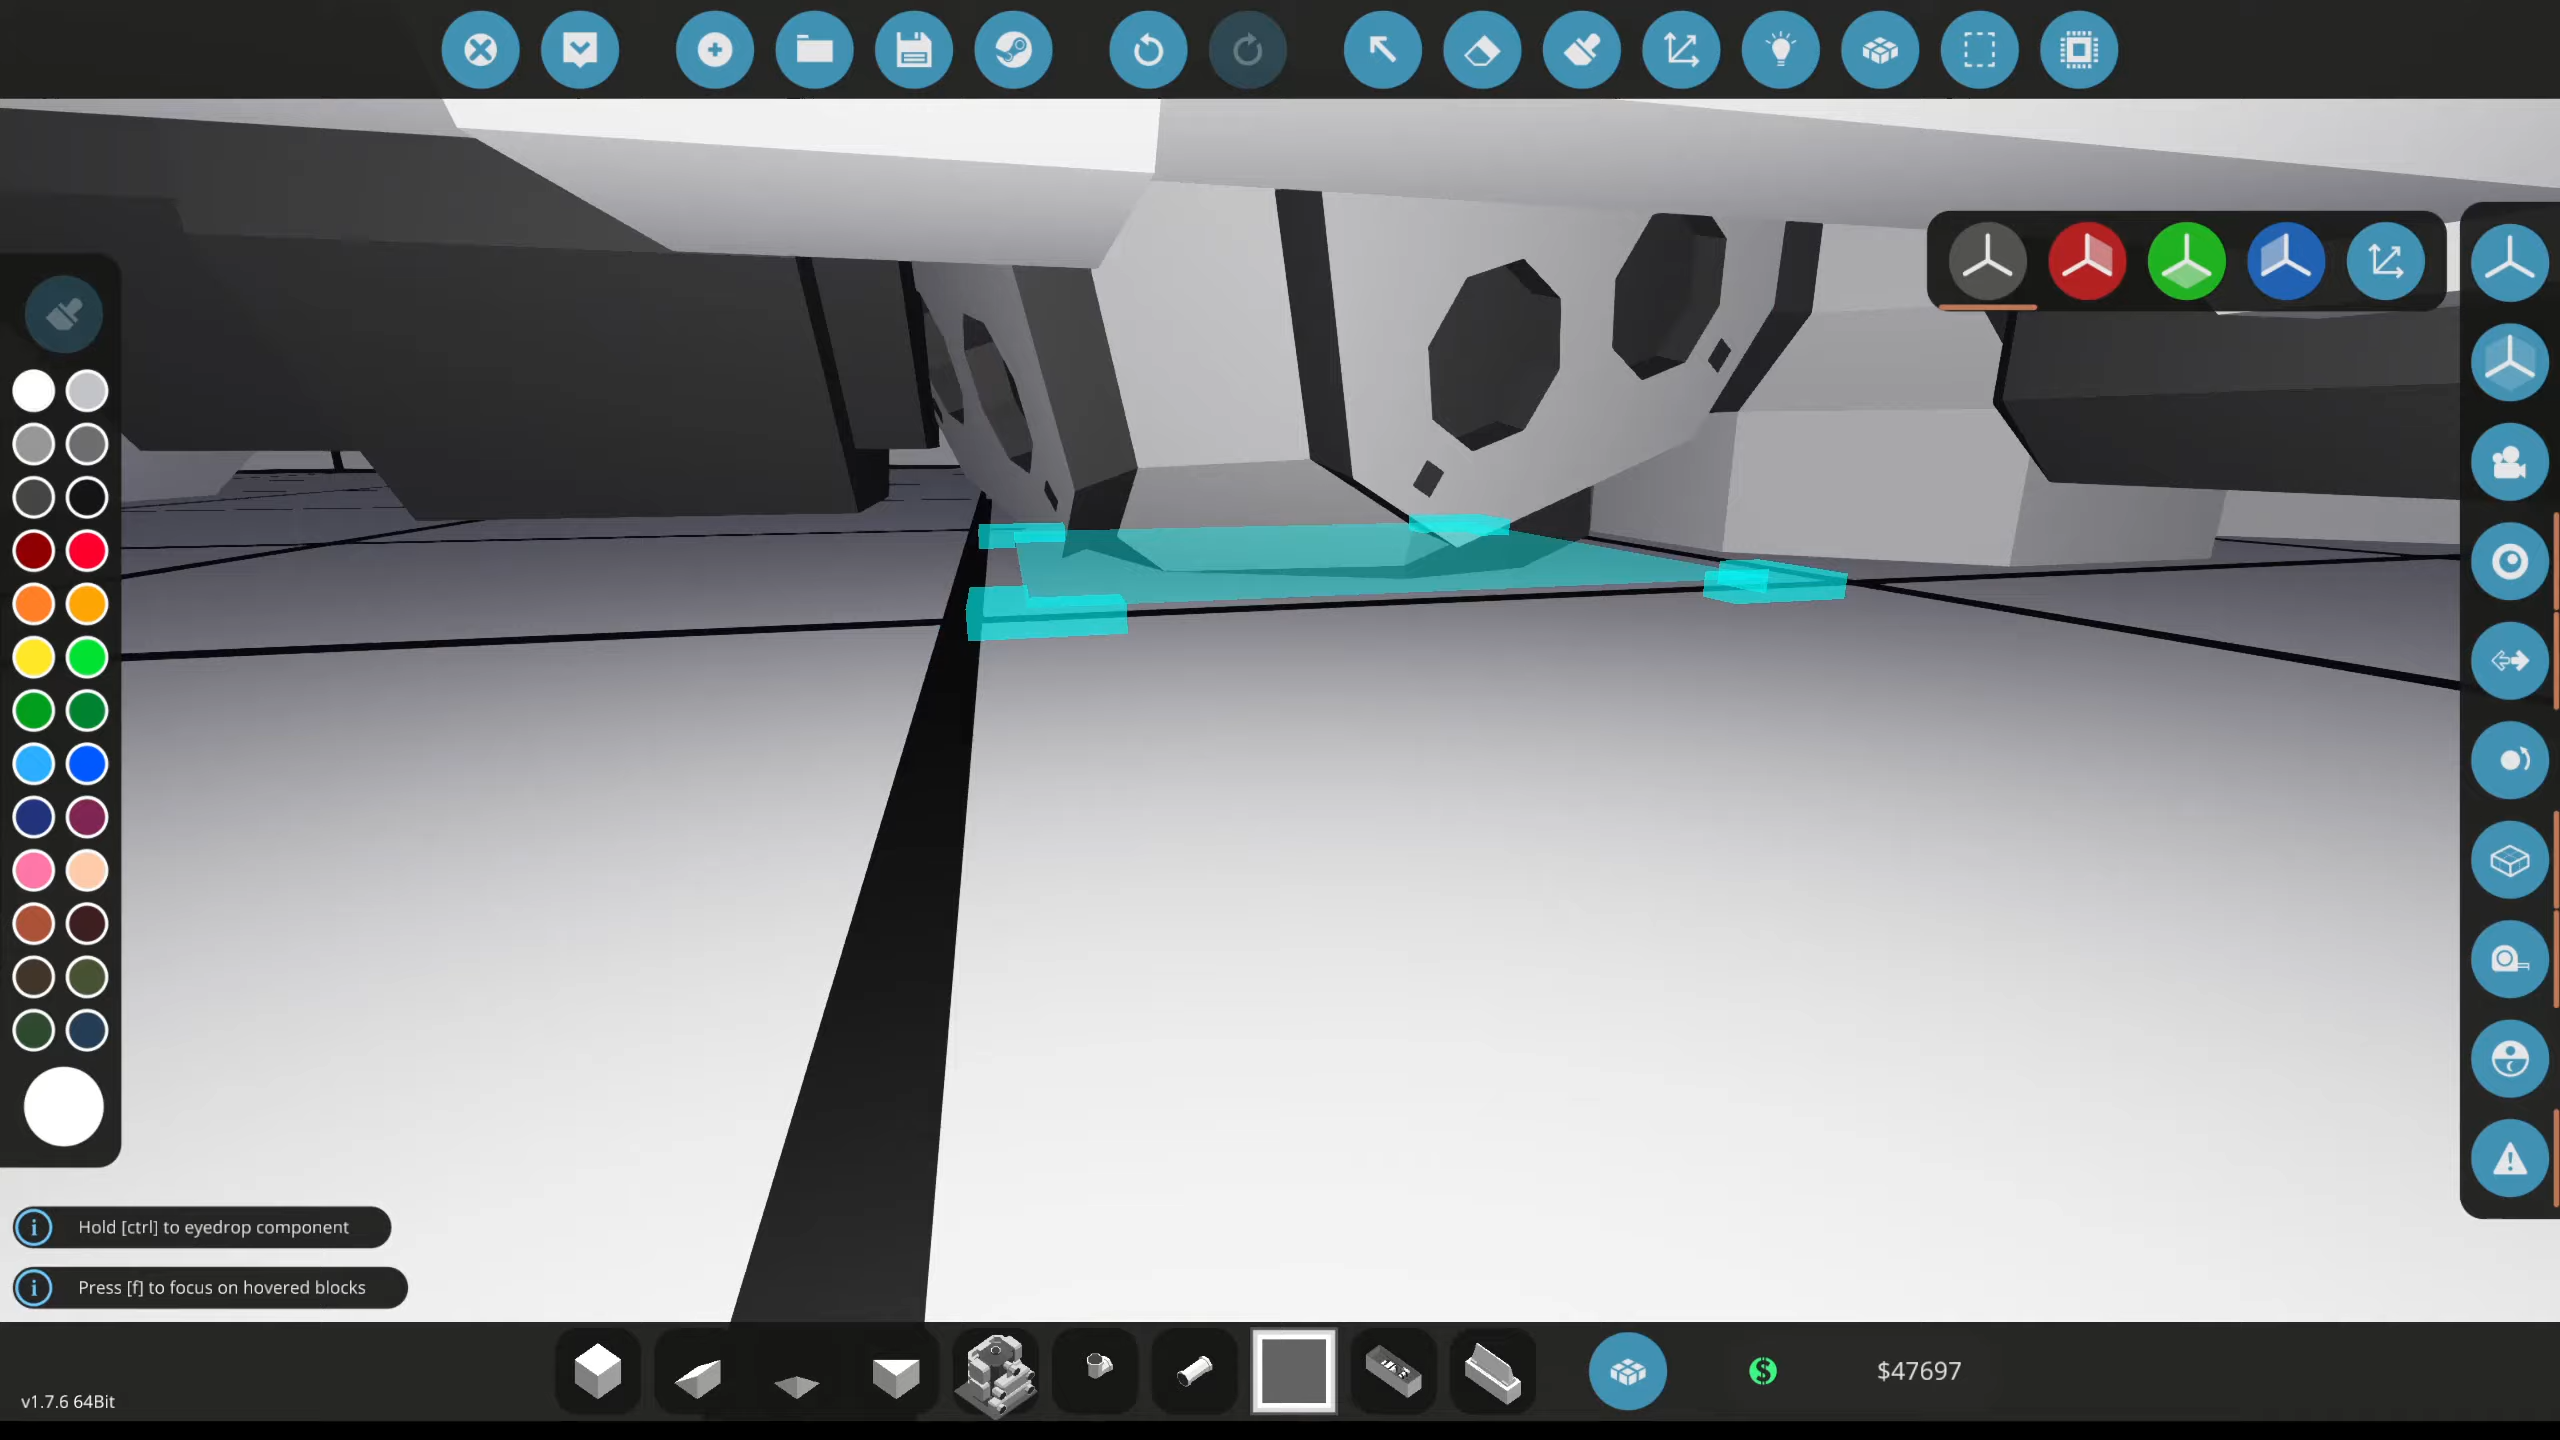 Hold [ctrl] to eyedrop component
Press [f] to focus on hovered blocks
$47697
v1.7.6 64Bit